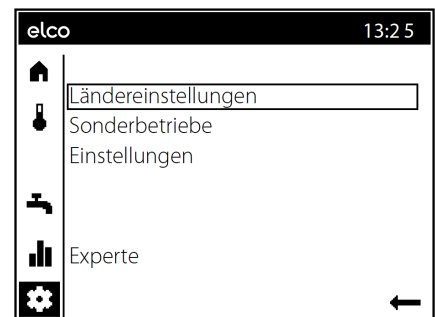 elco 13:25
Ländereinstellungen
Sonderbetriebe
Einstellungen
Experte